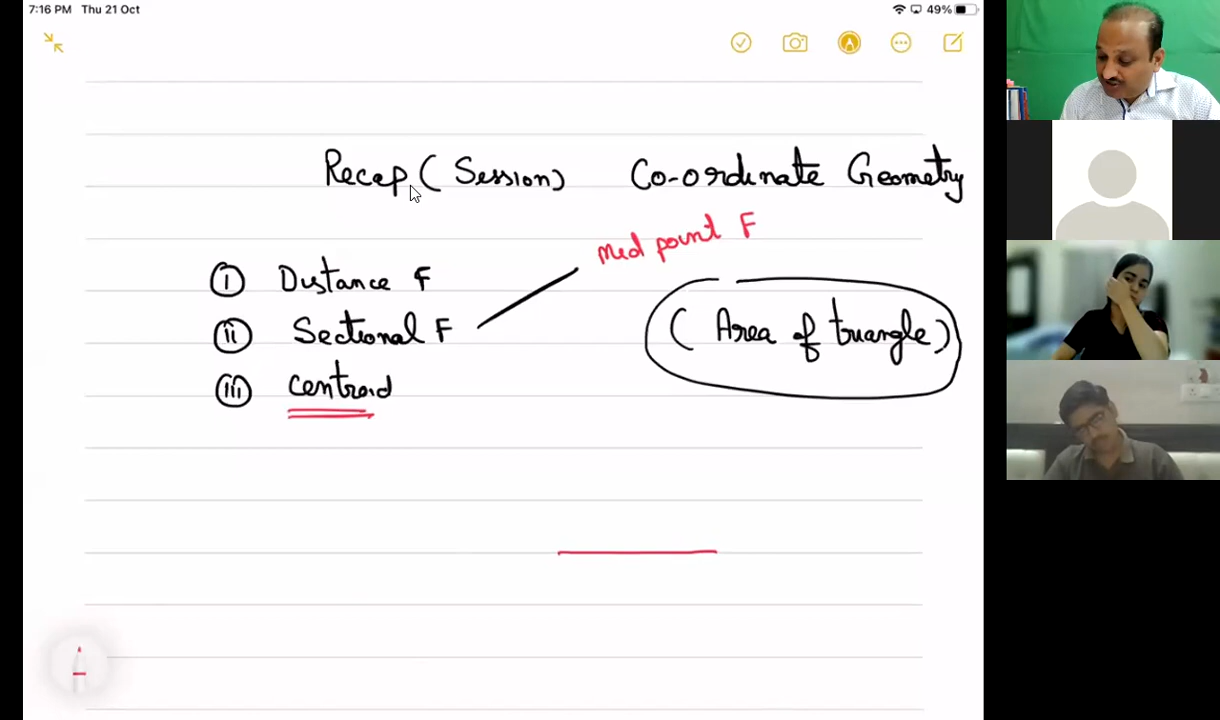 7:16 PM Thu 21 Oct
49%
Recap ( Session) Co-ordinate Geometry
mid point F
i Distance F
ii Sectional F
( Area of triangle)
iii centroid